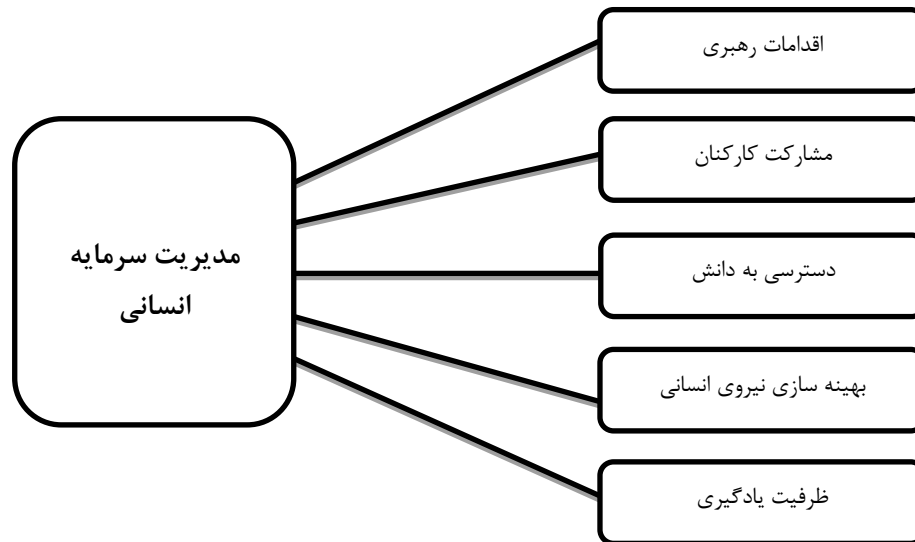 اقدامات رهبری
مشارکت کارکنان
مدیریت سرمایه
انسانی
دسترسی به دانش
بهینه سازی نیروی انسانی
ظرفیت یادگیری